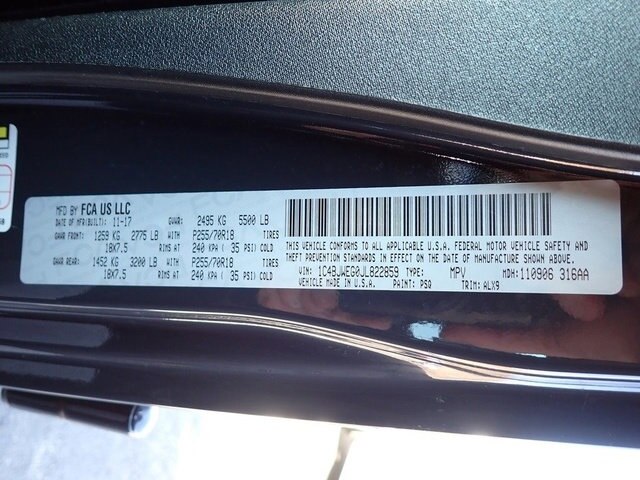 MFD BY FCA US LLC
DATE OF MFR(BUILT): 11-17 GVWR: 2495 KG 5500 LB
GAWR FRONT: 1259 KG 2775 LB WITH P255/70R18 TIRES
18X7.5 RIMS AT 240 KPA ( 35 PSI) COLD
GAWR REAR: 1452 KG 3200 LB WITH P255/70R18 TIRES
18X7.5 RIMS AT 240 KPA ( 35 PSI) COLD
THIS VEHICLE CONFORMS TO ALL APPLICABLE U.S.A. FEDERAL MOTOR VEHICLE SAFETY AND
THEFT PREVENTION STANDARDS IN EFFECT ON THE DATE OF MANUFACTURE SHOWN ABOVE.
VIN: 1C4BJWEG0JL822859 TYPE: MPV MDH: 110906 316AA
VEHICLE MADE IN U.S.A. PAINT: PSQ TRIM: ALX9